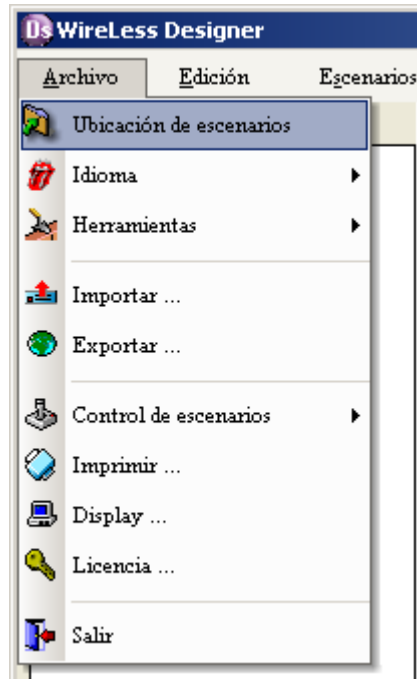 Ds WireLess Designer
Archivo Edición Escenarios
Ubicación de escenarios
Idioma
Herramientas
Importar ...
Exportar ...
Control de escenarios
Imprimir ...
Display ...
Licencia ...
Salir